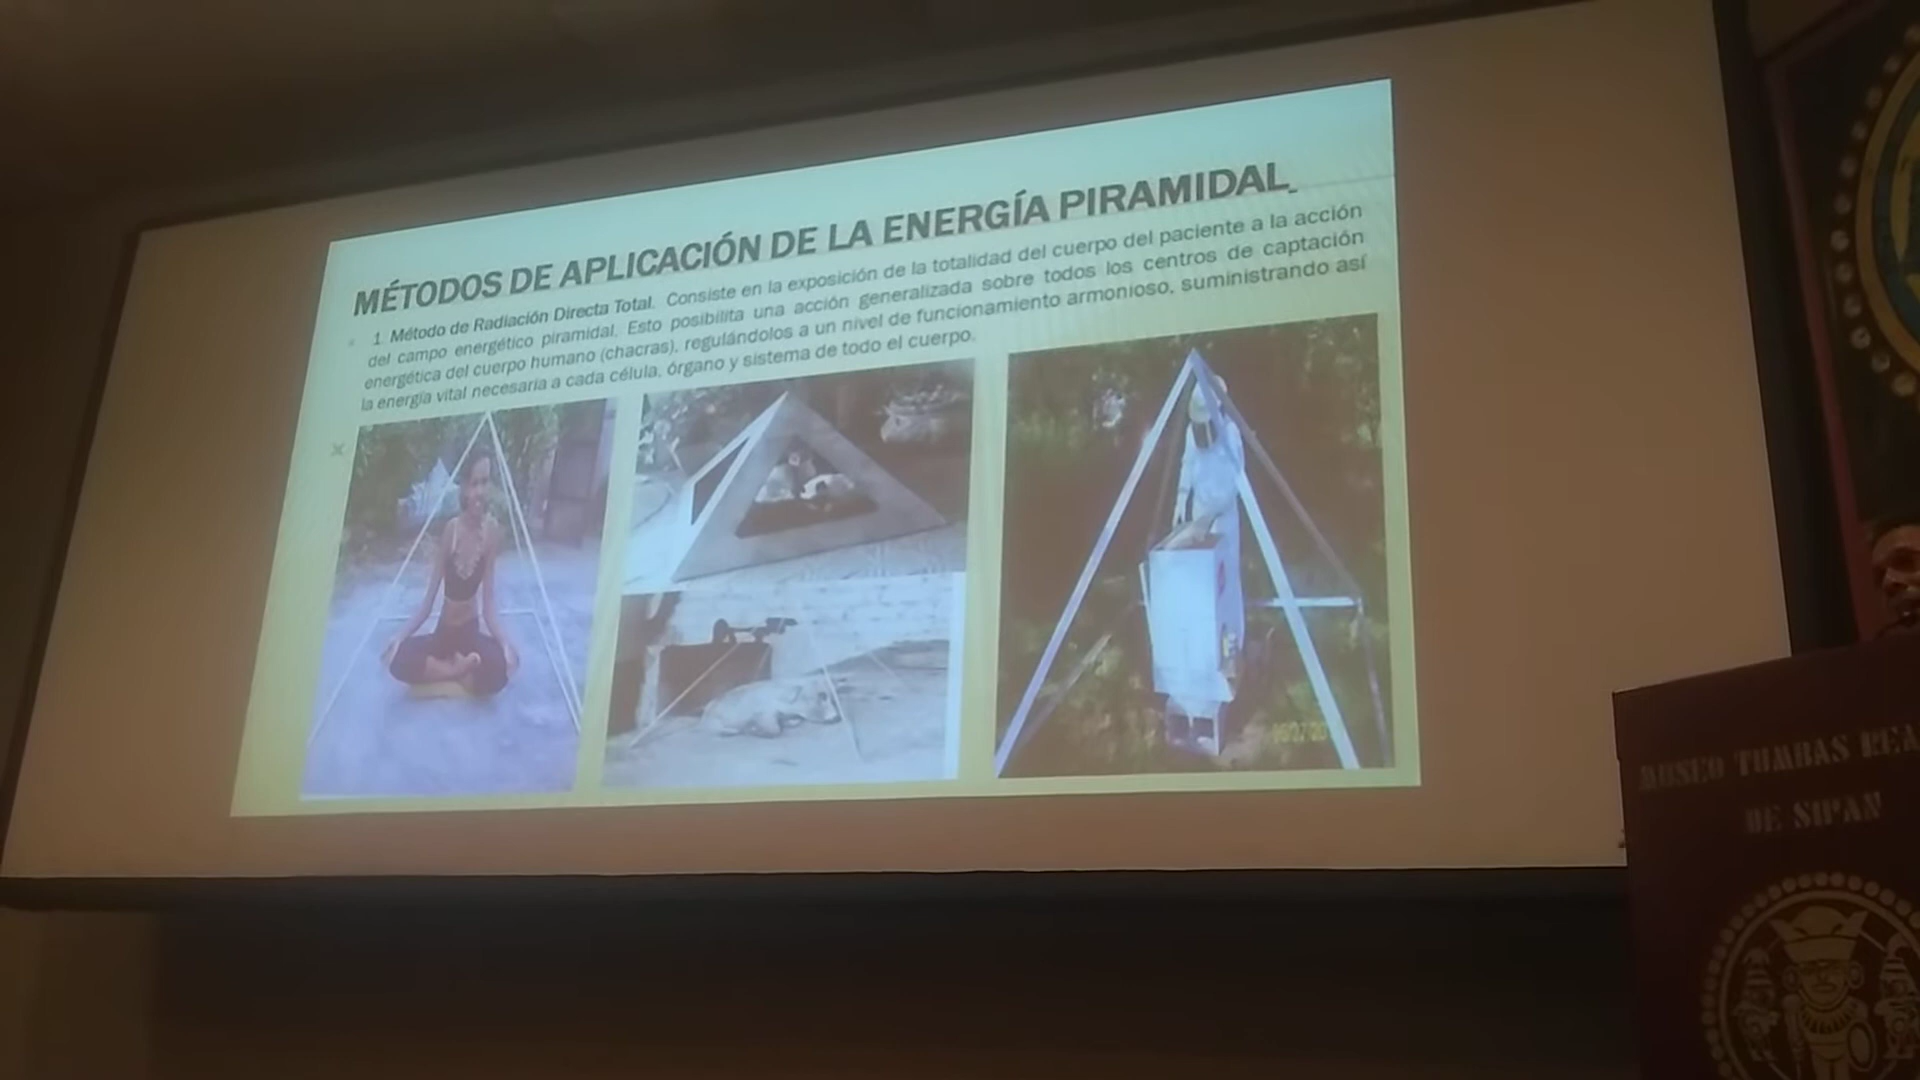 MÉTODOS DE APLICACIÓN DE LA ENERGÍA PIRAMIDAL
1. Método de Radiación Directa Total. Consiste en la exposición de la totalidad del cuerpo del paciente a la acción
del campo energético piramidal. Esto posibilita una acción generalizada sobre todos los centros de captación
energética del cuerpo humano (chacras), regulándolos a un nivel de funcionamiento armonioso, suministrando así
la energía vital necesaria a cada célula, órgano y sistema de todo el cuerpo.
MUSEO TUMBAS REA
DE SIPAN